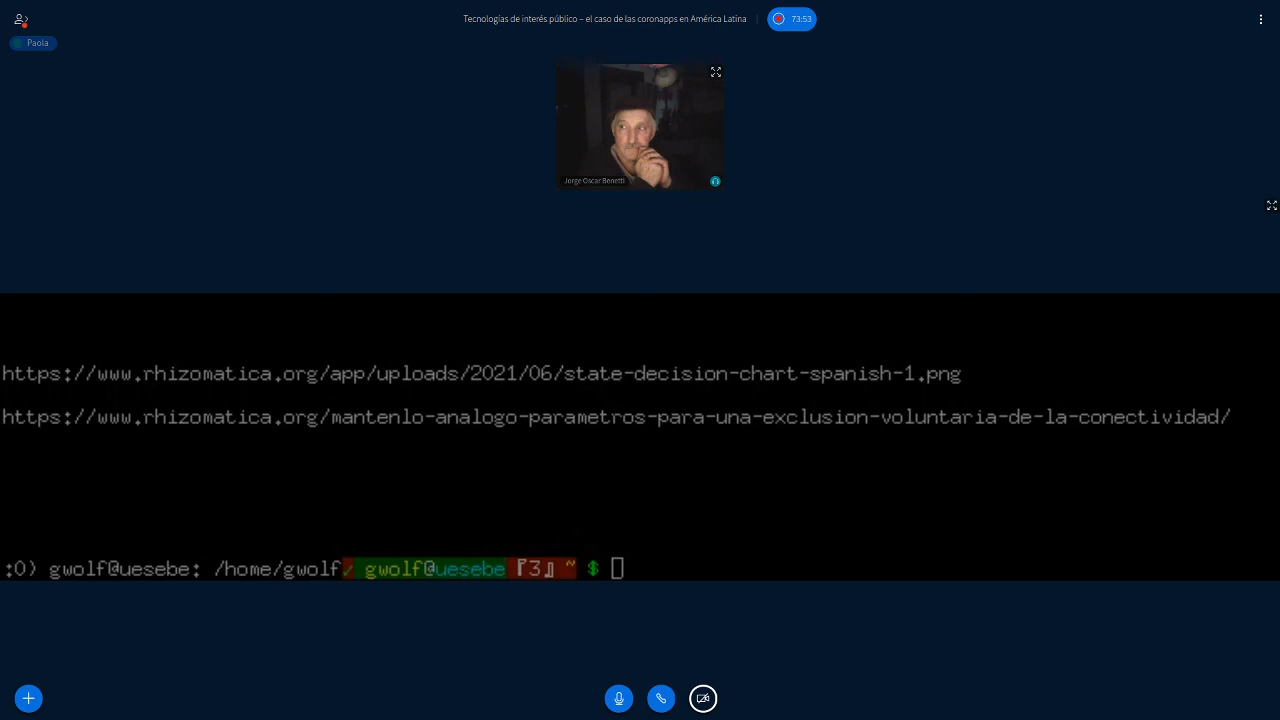 Tecnologías de interés público – el caso de las coronapps en América Latina
73:53
Paola
Jorge Oscar Benetti
https://www.rhizomatica.org/app/uploads/2021/06/state-decision-chart-spanish-1.png
https://www.rhizomatica.org/mantenlo-analogo-parametros-para-una-exclusion-voluntaria-de-la-conectividad/
:0) gwolf@uesebe: /home/gwolf✓ gwolf@uesebe 『3』 ~ $